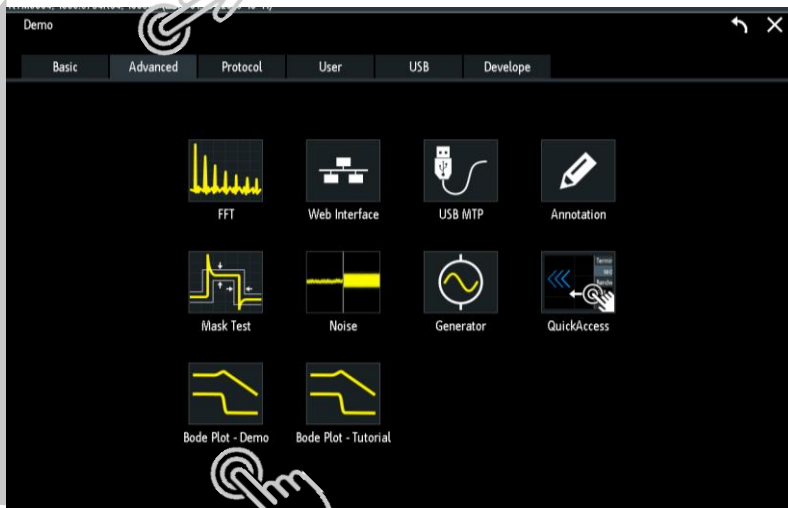 Demo
Basic Advanced Protocol User USB Develope
FFT Web Interface USB MTP Annotation
Mask Test Noise Generator QuickAccess
Bode Plot - Demo Bode Plot - Tutorial